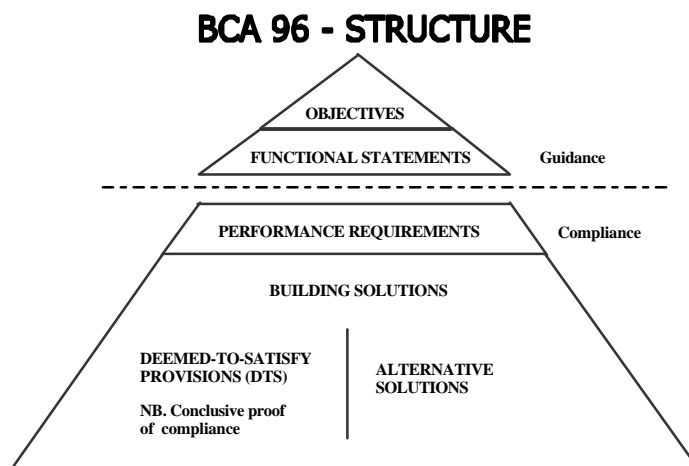 BCA 96 - STRUCTURE
OBJECTIVES
FUNCTIONAL STATEMENTS
Guidance
PERFORMANCE REQUIREMENTS
Compliance
BUILDING SOLUTIONS
DEEMED-TO-SATISFY
PROVISIONS (DTS)
NB. Conclusive proof
of compliance
ALTERNATIVE
SOLUTIONS